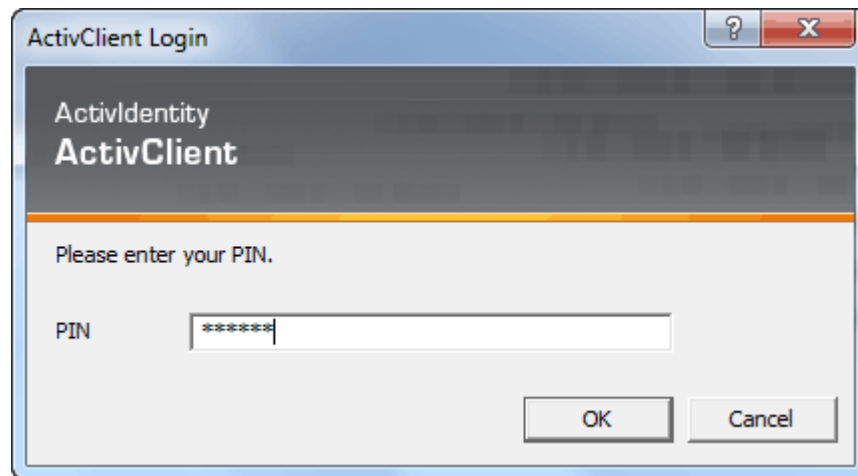 ActivClient Login
ActivIdentity
ActivClient
Please enter your PIN.
PIN ******
OK Cancel